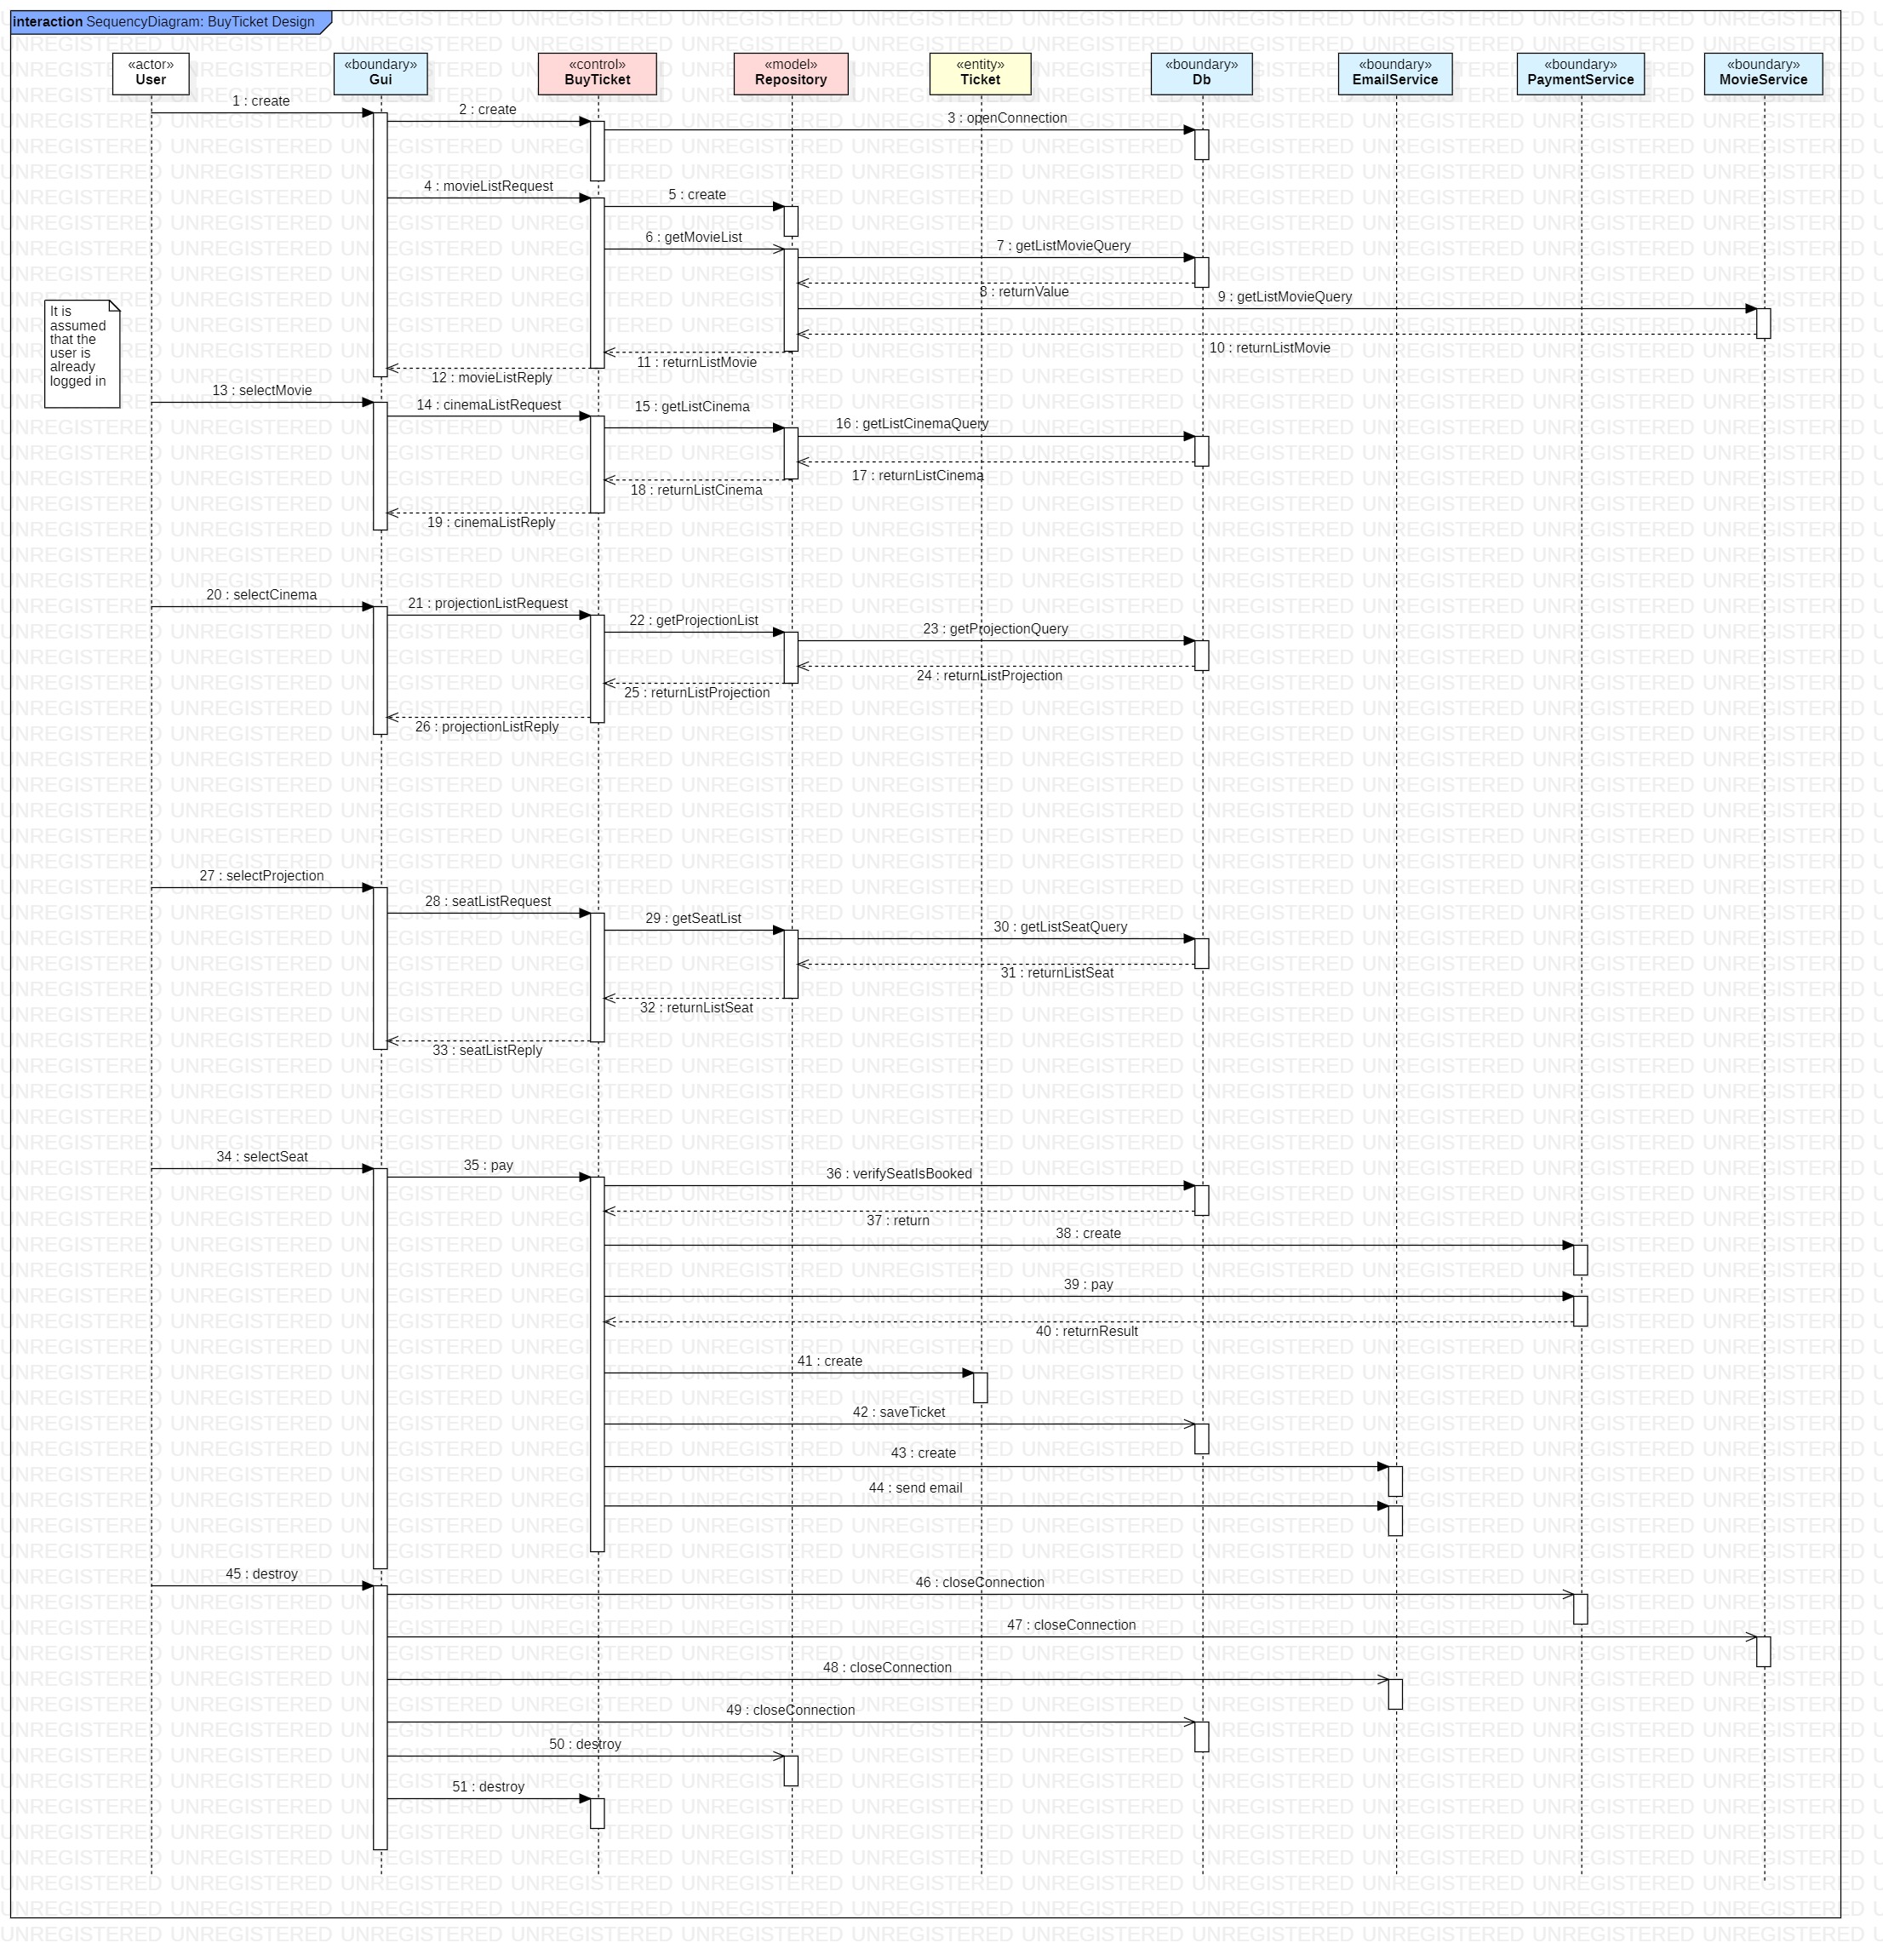 interaction SequencyDiagram: BuyTicket Design
«actor»
User
«boundary»
Gui
«control»
BuyTicket
«model»
Repository
«entity»
Ticket
«boundary»
Db
«boundary»
EmailService
«boundary»
PaymentService
«boundary»
MovieService
1 : create
2 : create
3 : openConnection
4 : movieListRequest
5 : create
6 : getMovieList
7 : getListMovieQuery
8 : returnValue
9 : getListMovieQuery
10 : returnListMovie
11 : returnListMovie
12 : movieListReply
It is
assumed
that the
user is
already
logged in
13 : selectMovie
14 : cinemaListRequest
15 : getListCinema
16 : getListCinemaQuery
17 : returnListCinema
18 : returnListCinema
19 : cinemaListReply
20 : selectCinema
21 : projectionListRequest
22 : getProjectionList
23 : getProjectionQuery
24 : returnListProjection
25 : returnListProjection
26 : projectionListReply
27 : selectProjection
28 : seatListRequest
29 : getSeatList
30 : getListSeatQuery
31 : returnListSeat
32 : returnListSeat
33 : seatListReply
34 : selectSeat
35 : pay
36 : verifySeatIsBooked
37 : return
38 : create
39 : pay
40 : returnResult
41 : create
42 : saveTicket
43 : create
44 : send email
45 : destroy
46 : closeConnection
47 : closeConnection
48 : closeConnection
49 : closeConnection
50 : destroy
51 : destroy
UNREGISTERED